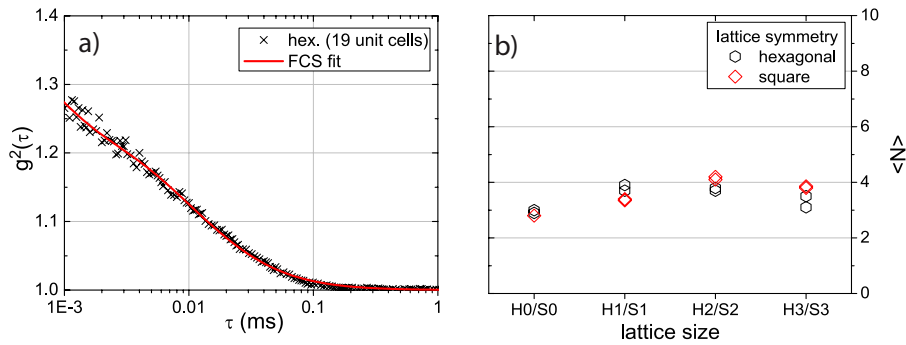 a)
hex. (19 unit cells)
FCS fit
1.4
1.3
1.2
1.1
1.0
g²(τ)
1E-3
0.01
0.1
1
τ (ms)
b)
lattice symmetry
hexagonal
square
10
8
6
4
2
0
<N>
H0/S0
H1/S1
H2/S2
H3/S3
lattice size